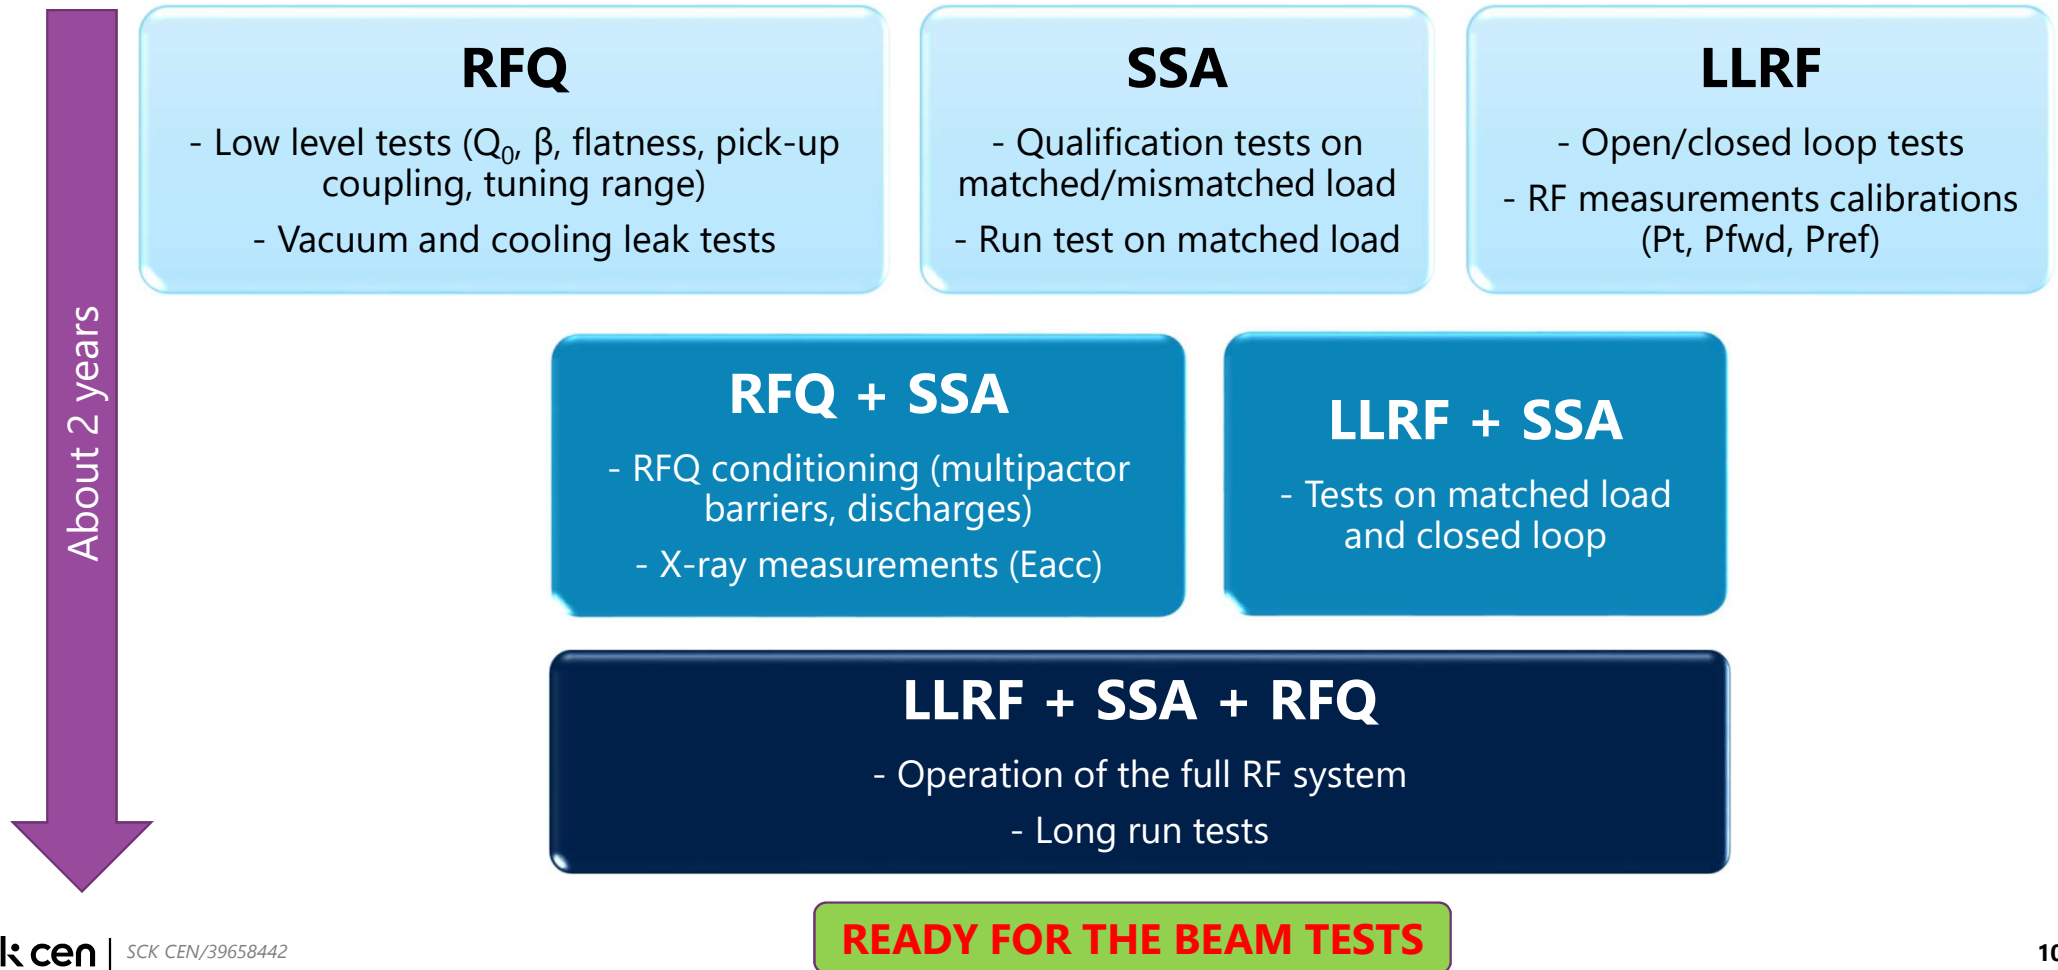 About 2 years
RFQ
- Low level tests (Q₀, β, flatness, pick-up
coupling, tuning range)
- Vacuum and cooling leak tests
SSA
- Qualification tests on
matched/mismatched load
- Run test on matched load
LLRF
- Open/closed loop tests
- RF measurements calibrations
(Pt, Pfwd, Pref)
RFQ + SSA
- RFQ conditioning (multipactor
barriers, discharges)
- X-ray measurements (Eacc)
LLRF + SSA
- Tests on matched load
and closed loop
LLRF + SSA + RFQ
- Operation of the full RF system
- Long run tests
READY FOR THE BEAM TESTS
k cen | SCK CEN/39658442
10